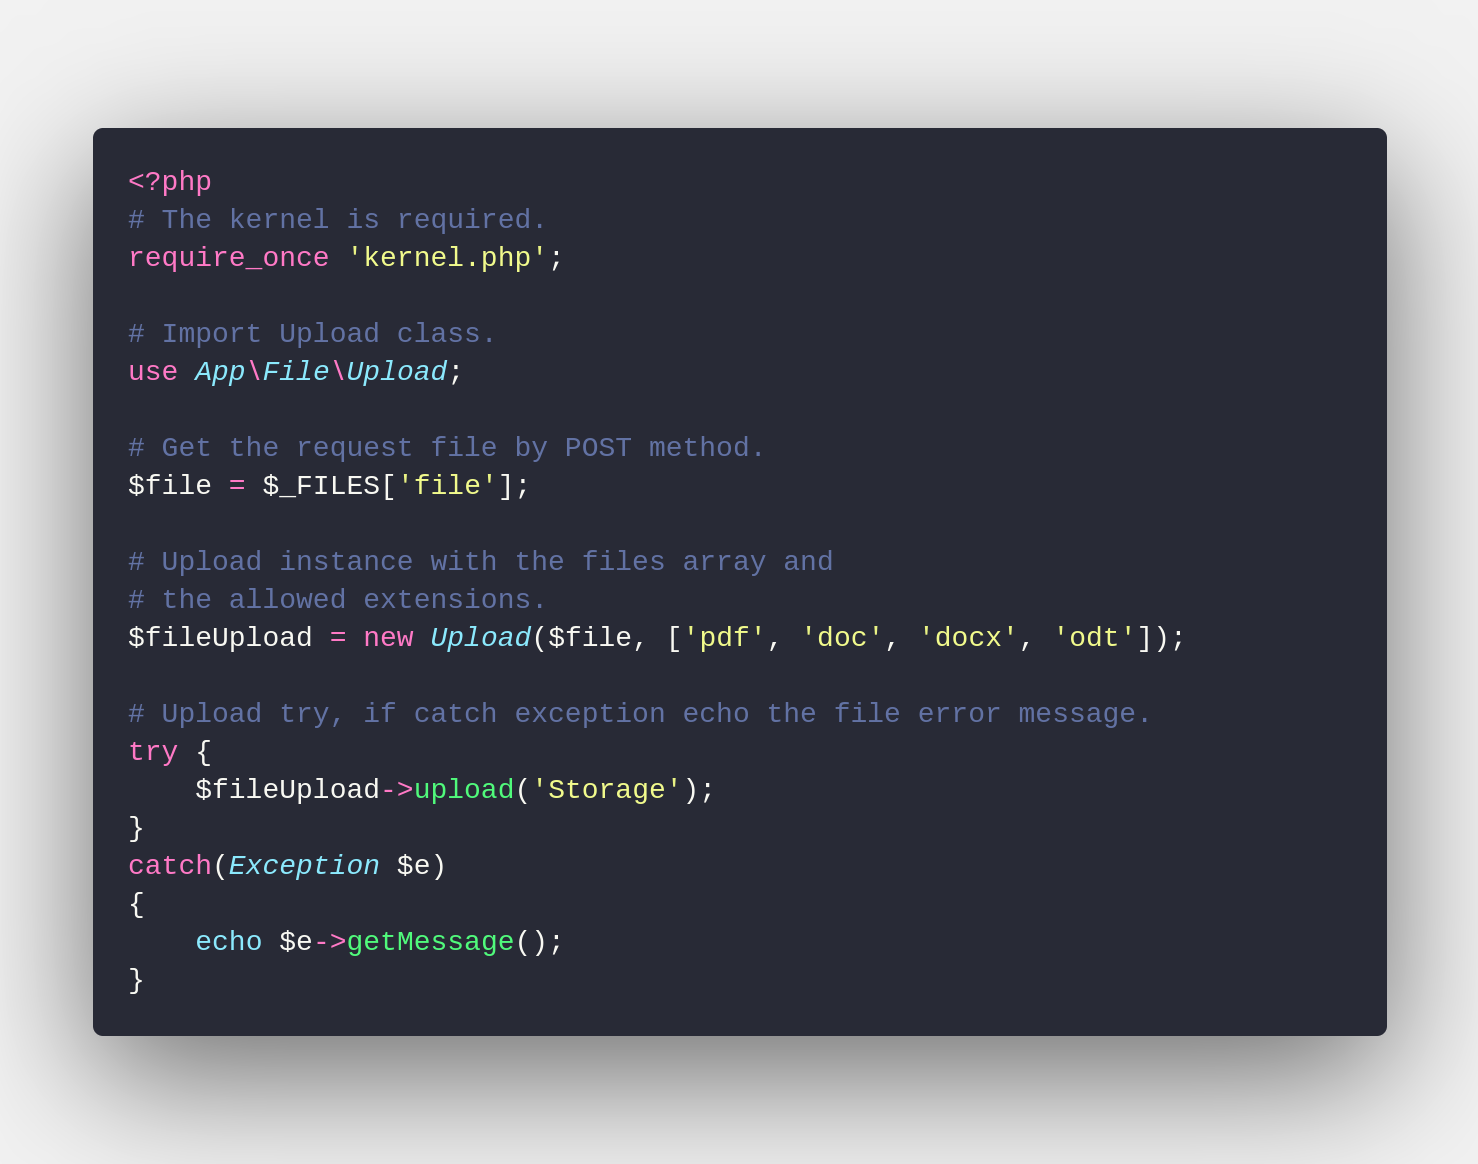 <?php
# The kernel is required.
require_once 'kernel.php';

# Import Upload class.
use App\File\Upload;

# Get the request file by POST method.
$file = $_FILES['file'];

# Upload instance with the files array and
# the allowed extensions.
$fileUpload = new Upload($file, ['pdf', 'doc', 'docx', 'odt']);

# Upload try, if catch exception echo the file error message.
try {
    $fileUpload->upload('Storage');
}
catch(Exception $e)
{
    echo $e->getMessage();
}